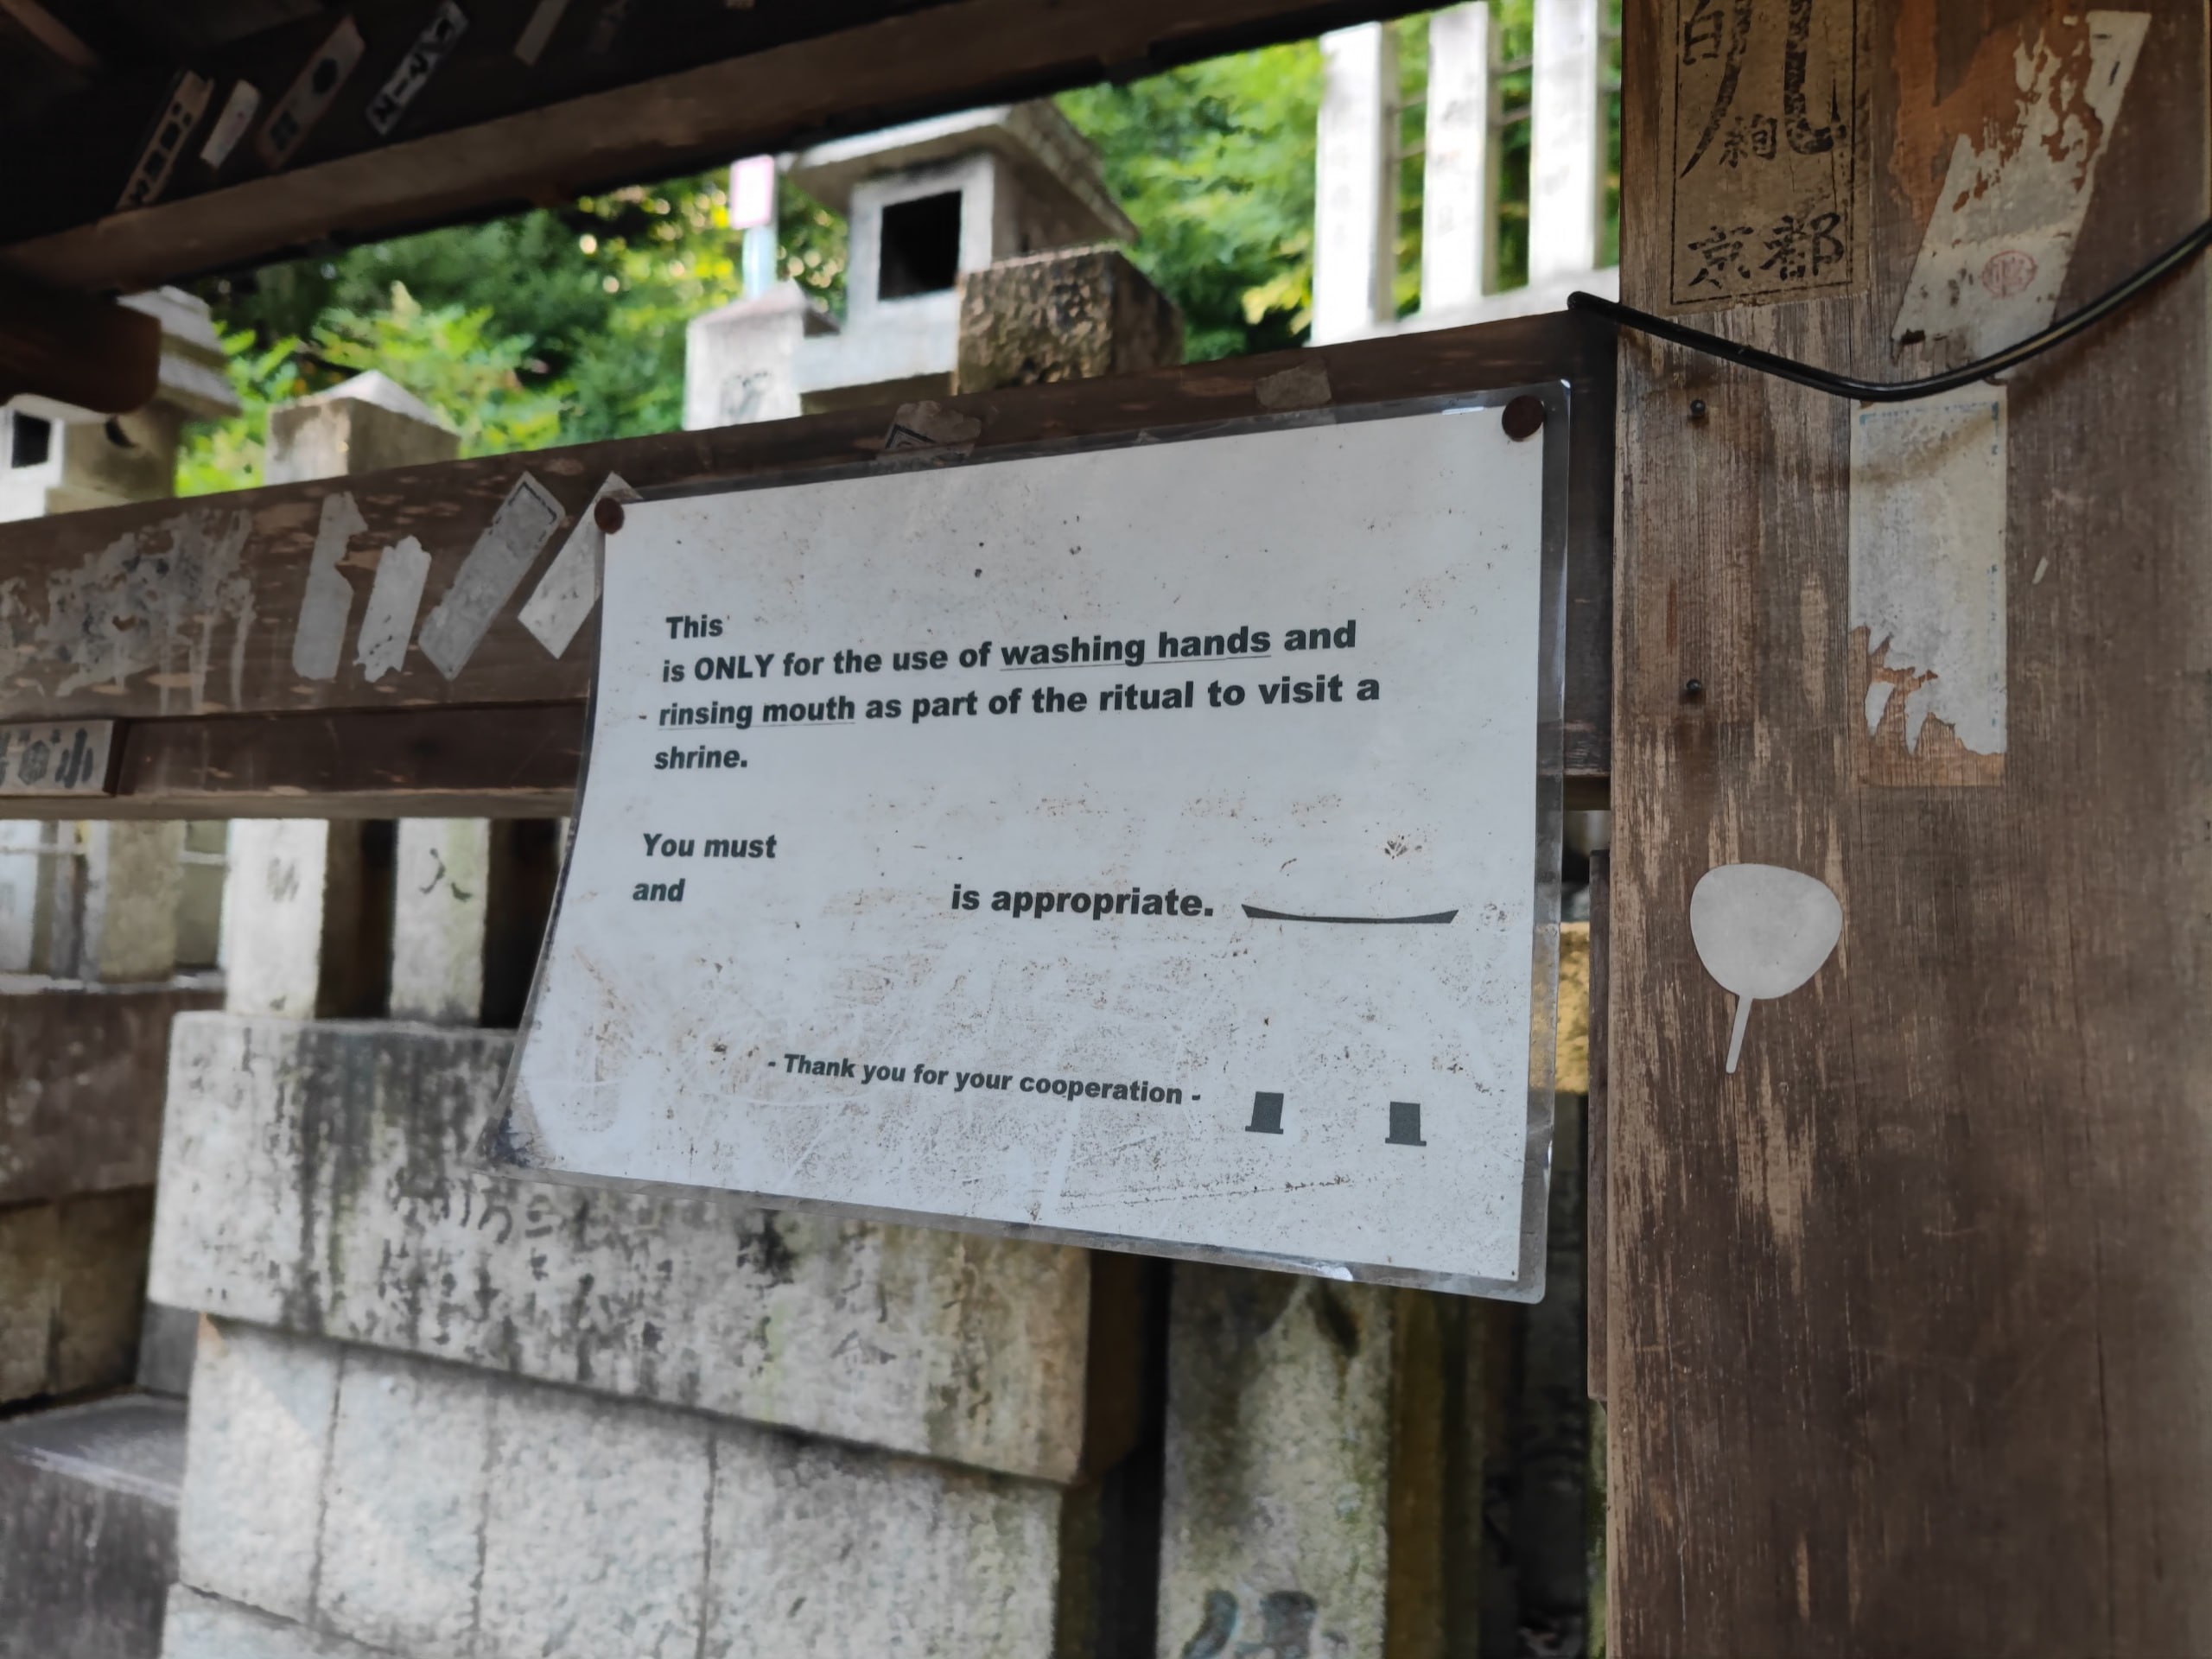 This
is ONLY for the use of washing hands and
rinsing mouth as part of the ritual to visit a
shrine.
You must
and is appropriate.
- Thank you for your cooperation -
京都